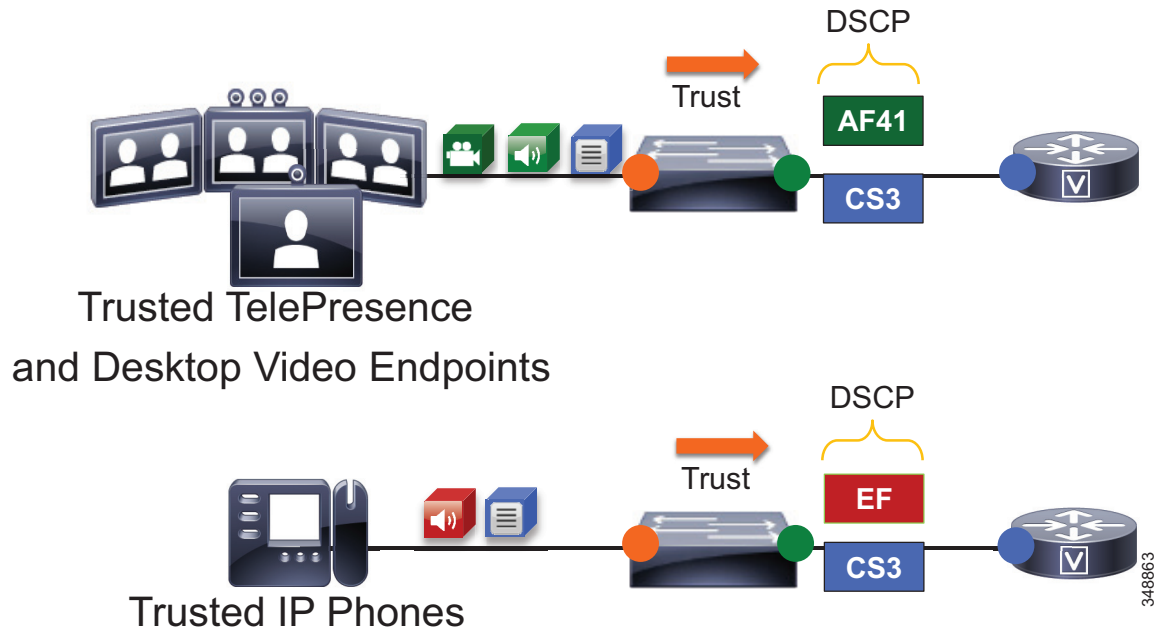 DSCP
Trust
AF41
CS3
V
Trusted TelePresence
and Desktop Video Endpoints
DSCP
Trust
EF
CS3
V
Trusted IP Phones
348863